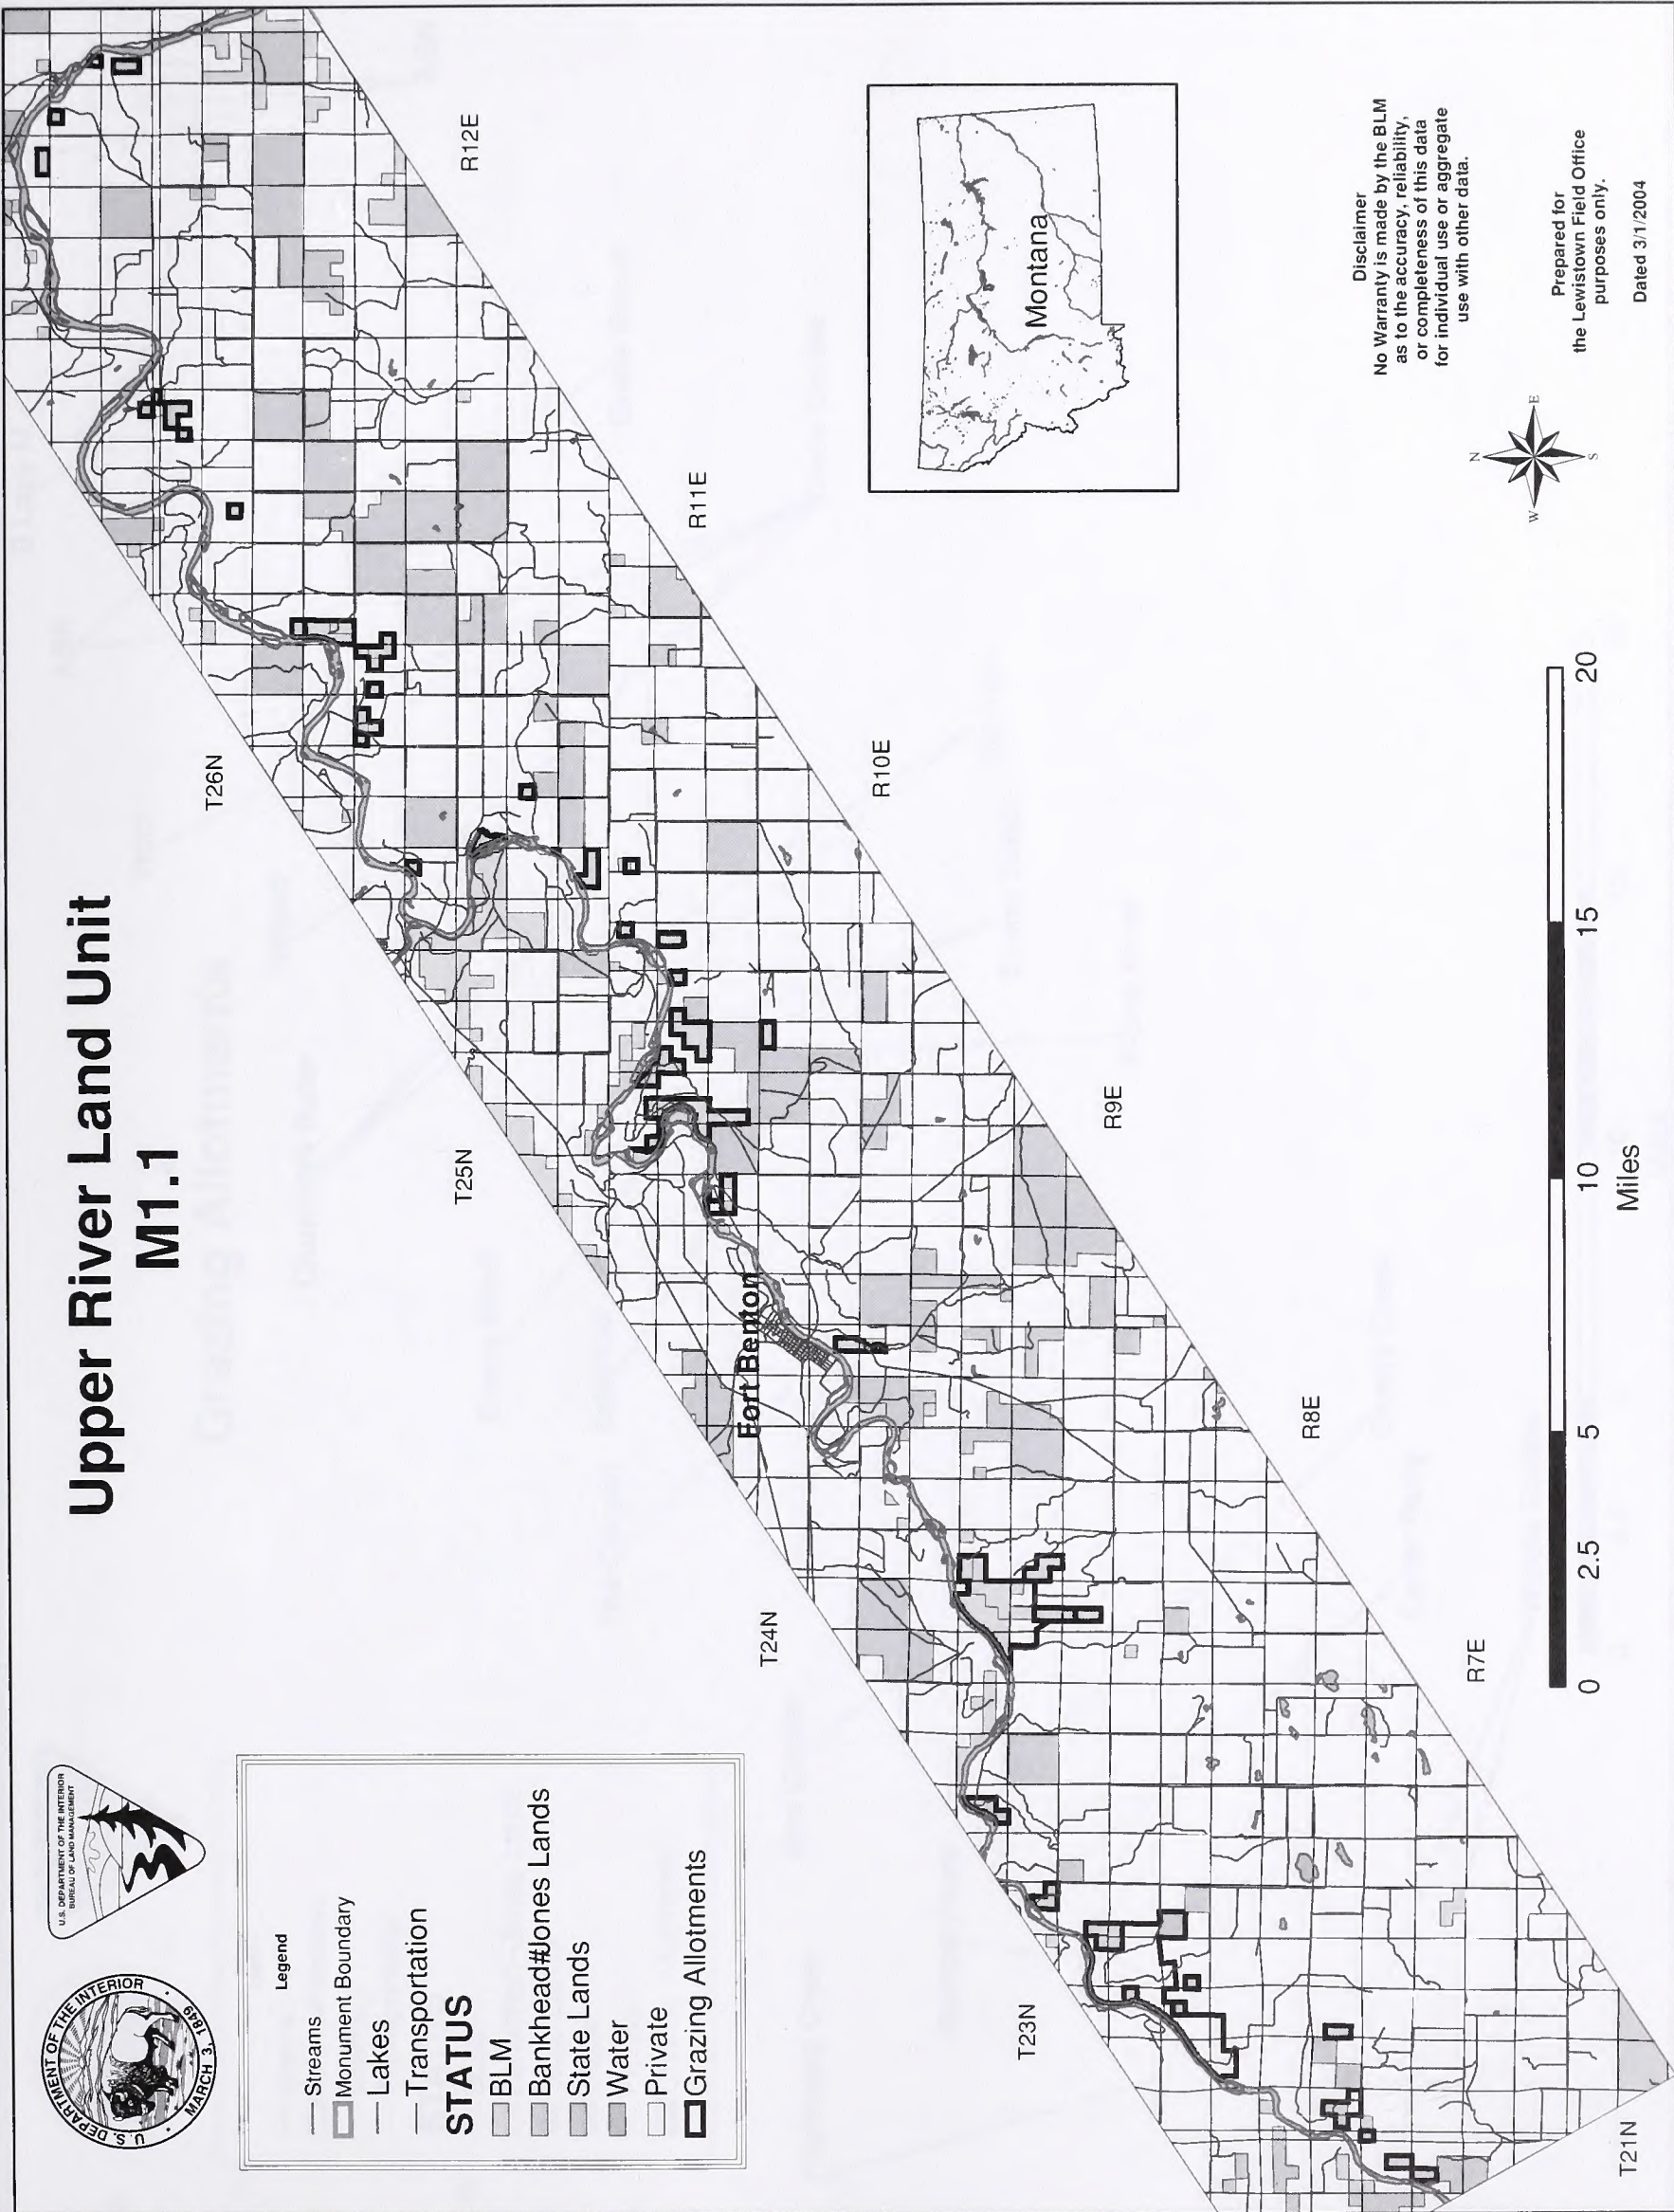 Upper River Land Unit
M1.1
U.S. DEPARTMENT OF THE INTERIOR
MARCH 3, 1849
U.S. DEPARTMENT OF THE INTERIOR
BUREAU OF LAND MANAGEMENT
Legend
Streams
Monument Boundary
Lakes
Transportation
STATUS
BLM
Bankhead#Jones Lands
State Lands
Water
Private
Grazing Allotments
T26N
T25N
T24N
T23N
T21N
Fort Benton
R12E
R11E
R10E
R9E
R8E
R7E
Montana
0
2.5
5
10
15
20
Miles
N
W
E
S
Disclaimer
No Warranty is made by the BLM
as to the accuracy, reliability,
or completeness of this data
for individual use or aggregate
use with other data.
Prepared for
the Lewistown Field Office
purposes only.
Dated 3/1/2004